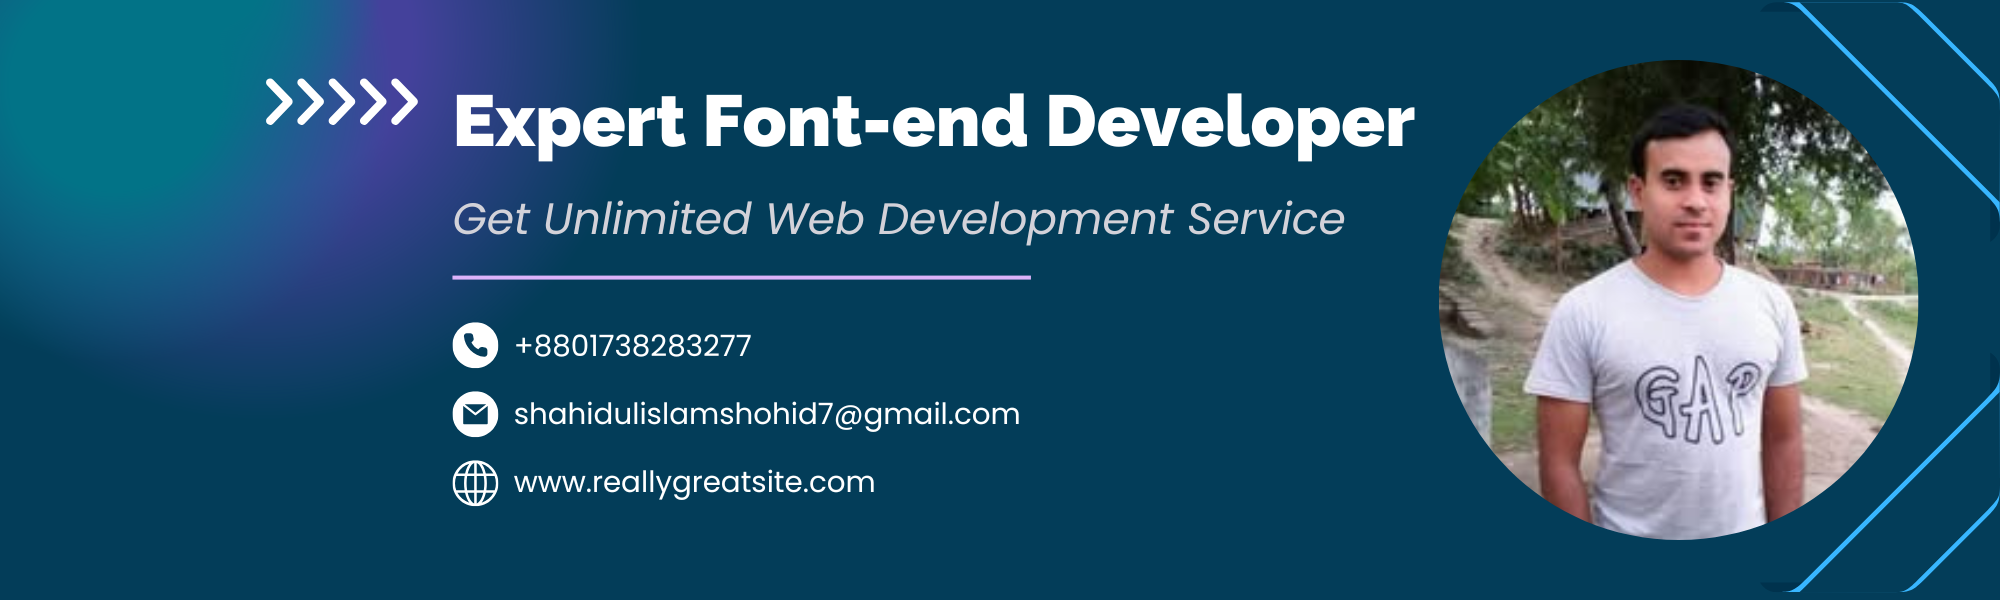 Expert Font-end Developer
Get Unlimited Web Development Service
+8801738283277
shahidulislamshohid7@gmail.com
www.reallygreatsite.com
GAP